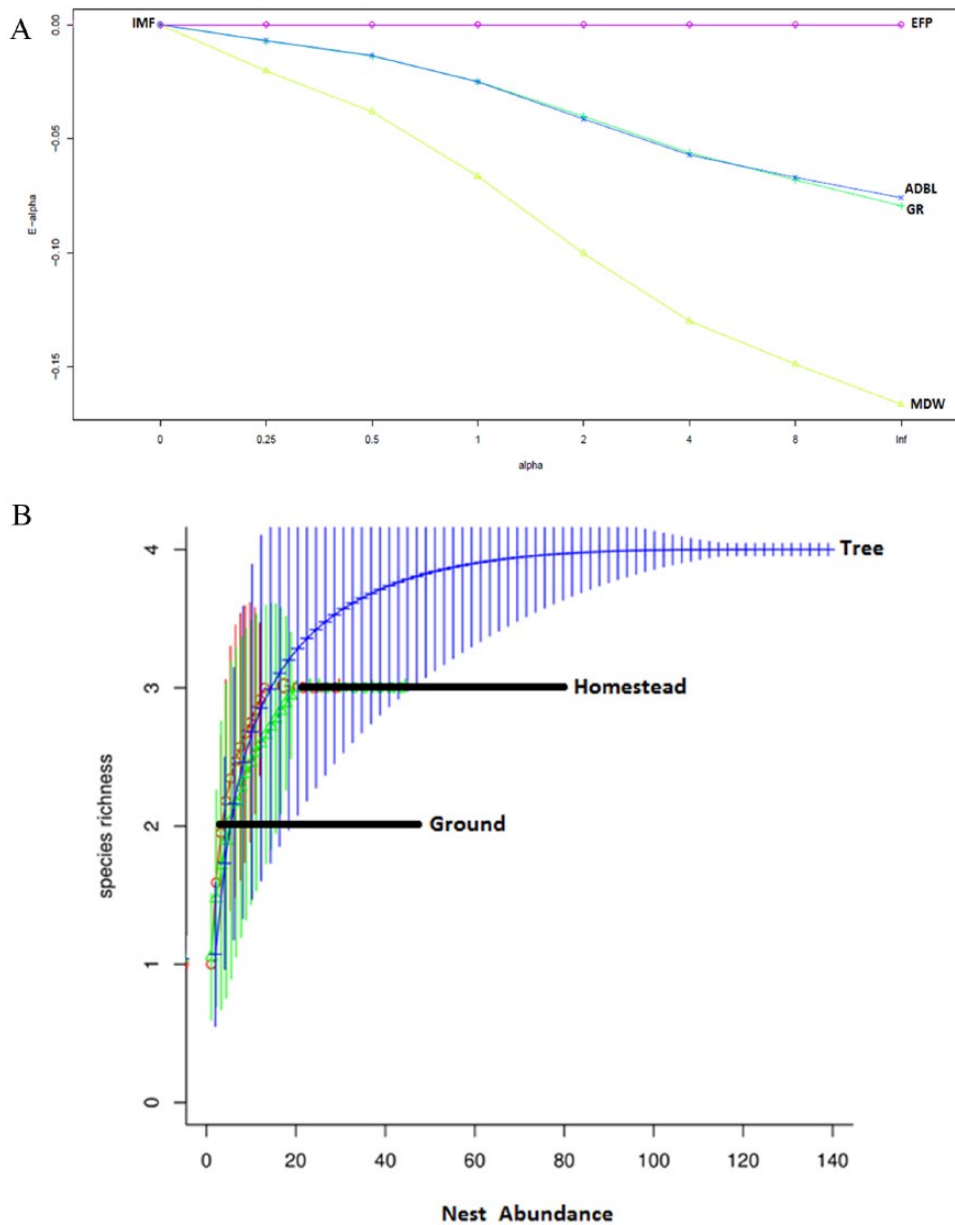 A
IMF
EFP
0.00
−0.05
−0.10
−0.15
E−alpha
ADBL
GR
MDW
0
0.25
0.5
1
2
4
8
Inf
alpha
B
4
3
2
1
0
species richness
Tree
Homestead
Ground
0
20
40
60
80
100
120
140
Nest Abundance